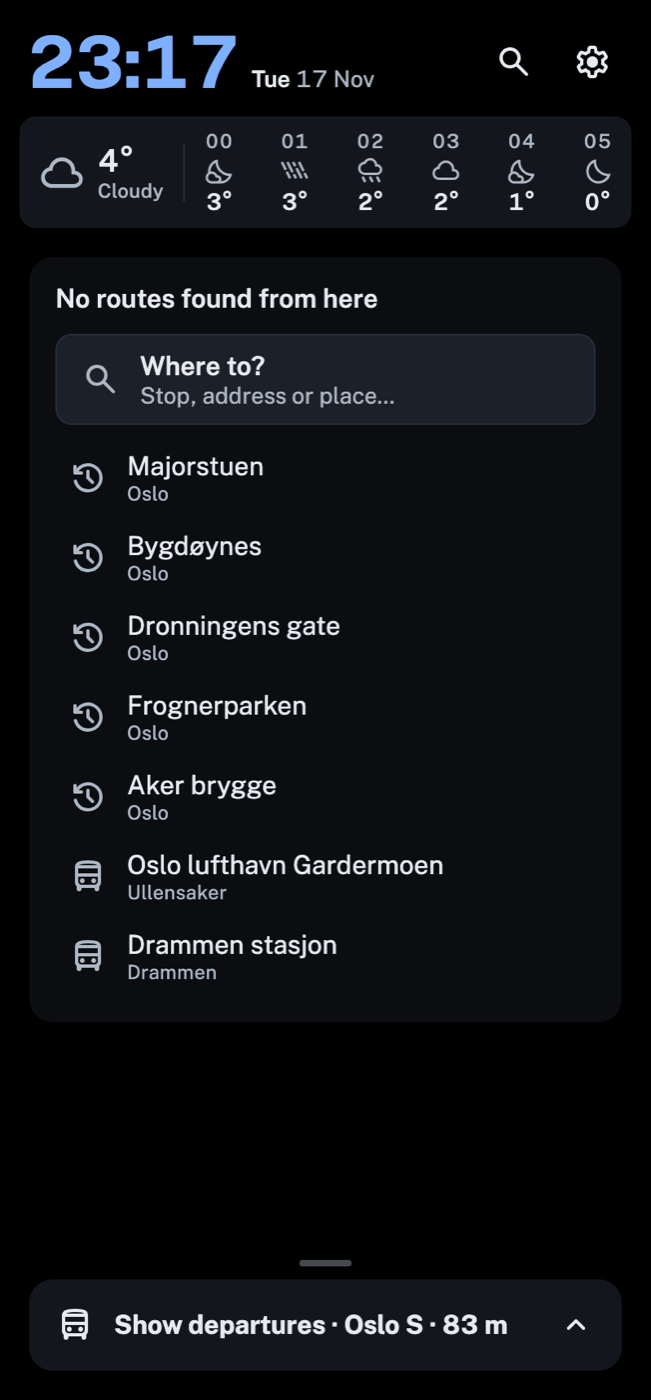 23:17 Tue 17 Nov
4°
Cloudy
00 01 02 03 04 05
3° 3° 2° 2° 1° 0°
No routes found from here
Where to?
Stop, address or place...
Majorstuen
Oslo
Bygdøynes
Oslo
Dronningens gate
Oslo
Frognerparken
Oslo
Aker brygge
Oslo
Oslo lufthavn Gardermoen
Ullensaker
Drammen stasjon
Drammen
Show departures · Oslo S · 83 m